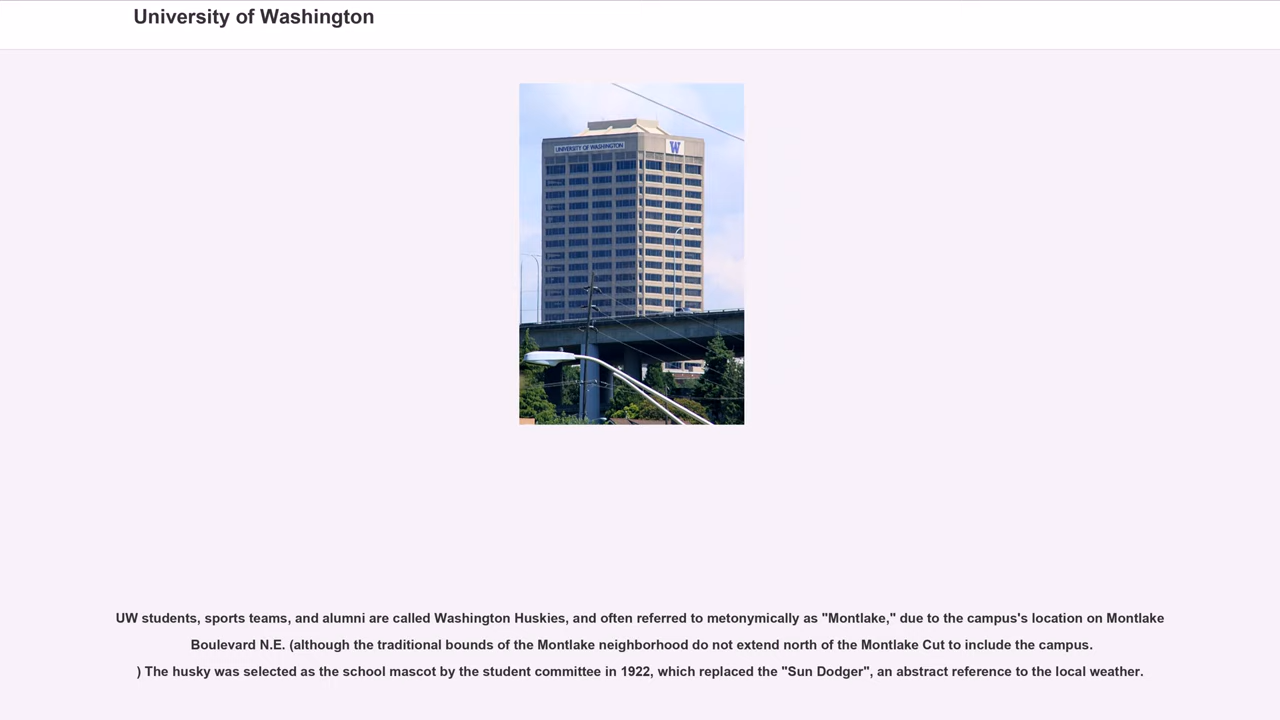 University of Washington
UNIVERSITY OF WASHINGTON
W
UW students, sports teams, and alumni are called Washington Huskies, and often referred to metonymically as "Montlake," due to the campus's location on Montlake
Boulevard N.E. (although the traditional bounds of the Montlake neighborhood do not extend north of the Montlake Cut to include the campus.
) The husky was selected as the school mascot by the student committee in 1922, which replaced the "Sun Dodger", an abstract reference to the local weather.